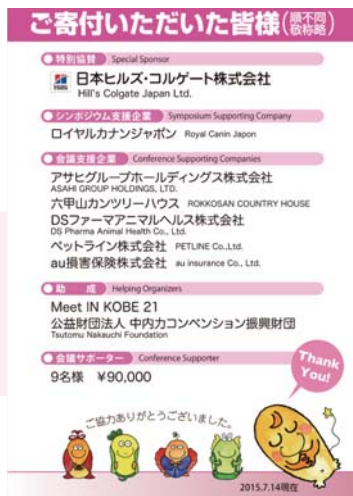 ご寄付いただいた皆様(順不同 敬称略)
●特別協賛 Special Sponsor
日本ヒルズ・コルゲート株式会社
Hill's Colgate Japan Ltd.
●シンポジウム支援企業 Symposium Supporting Company
ロイヤルカナンジャポン Royal Canin Japon
●会議支援企業 Conference Supporting Companies
アサヒグループホールディングス株式会社
ASAHI GROUP HOLDINGS, LTD.
六甲山カンツリーハウス ROKKOSAN COUNTRY HOUSE
DSファーマアニマルヘルス株式会社
DS Pharma Animal Health Co., Ltd.
ペットライン株式会社 PETLINE Co.,Ltd.
au損害保険株式会社 au insurance Co., Ltd.
●助 成 Helping Organizers
Meet IN KOBE 21
公益財団法人 中内力コンベンション振興財団
Tsutomu Nakauchi Foundation
●会議サポーター Conference Supporter
9名様 ¥90,000
Thank
You!
ご協力ありがとうございました。
2015.7.14現在